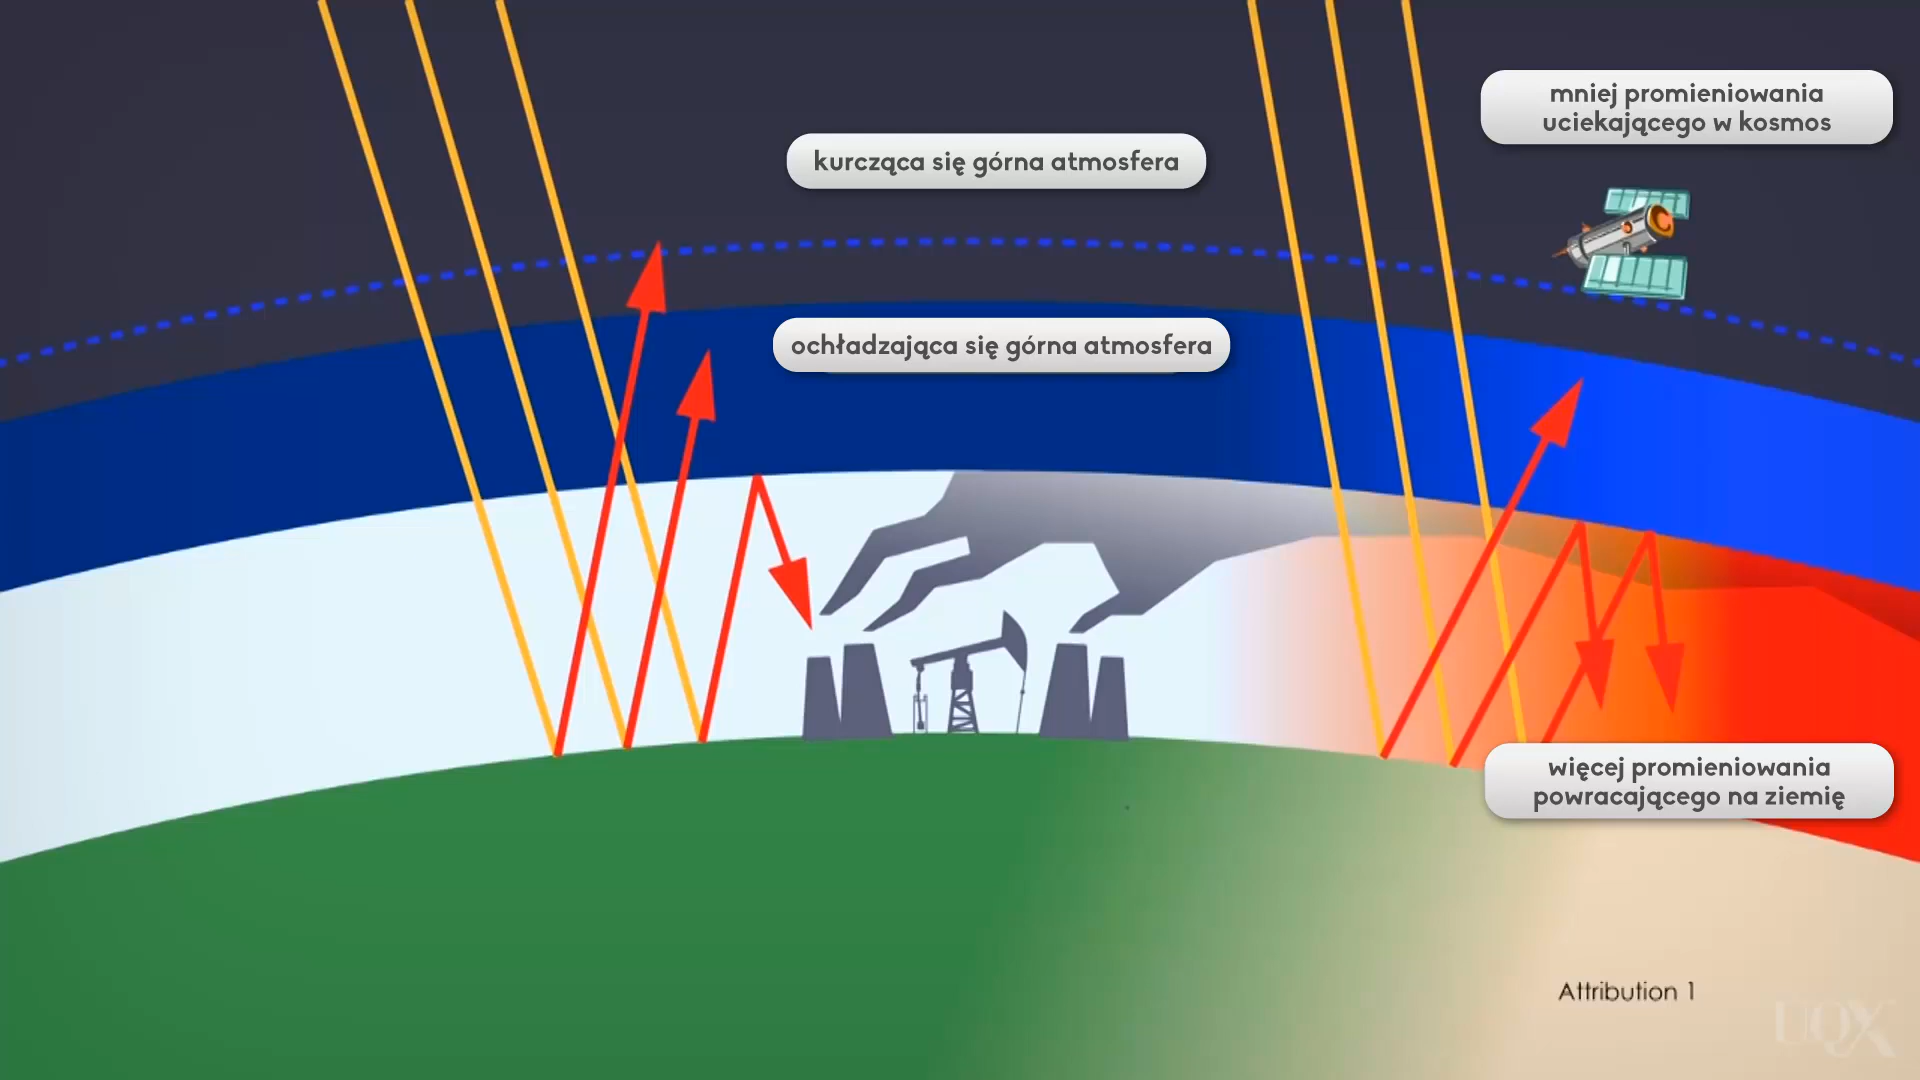 mniej promieniowania
uciekającego w kosmos
kurcząca się górna atmosfera
ochładzająca się górna atmosfera
więcej promieniowania
powracającego na ziemię
Attribution 1
UQX